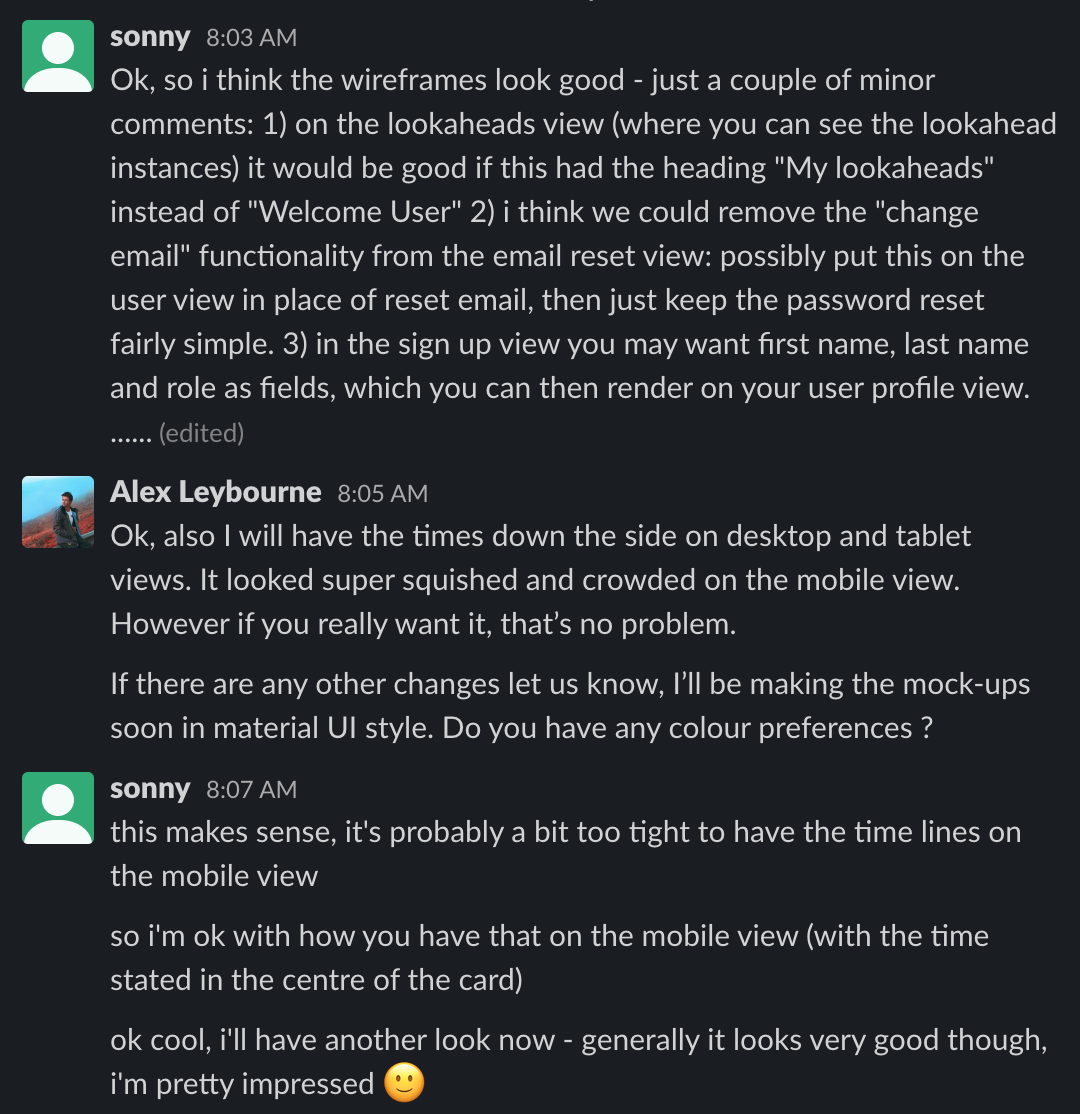 sonny 8:03 AM
Ok, so i think the wireframes look good - just a couple of minor
comments: 1) on the lookaheads view (where you can see the lookahead
instances) it would be good if this had the heading "My lookaheads"
instead of "Welcome User" 2) i think we could remove the "change
email" functionality from the email reset view: possibly put this on the
user view in place of reset email, then just keep the password reset
fairly simple. 3) in the sign up view you may want first name, last name
and role as fields, which you can then render on your user profile view.
...... (edited)
Alex Leybourne 8:05 AM
Ok, also I will have the times down the side on desktop and tablet
views. It looked super squished and crowded on the mobile view.
However if you really want it, that’s no problem.
If there are any other changes let us know, I’ll be making the mock-ups
soon in material UI style. Do you have any colour preferences ?
sonny 8:07 AM
this makes sense, it's probably a bit too tight to have the time lines on
the mobile view
so i'm ok with how you have that on the mobile view (with the time
stated in the centre of the card)
ok cool, i'll have another look now - generally it looks very good though,
i'm pretty impressed 🙂